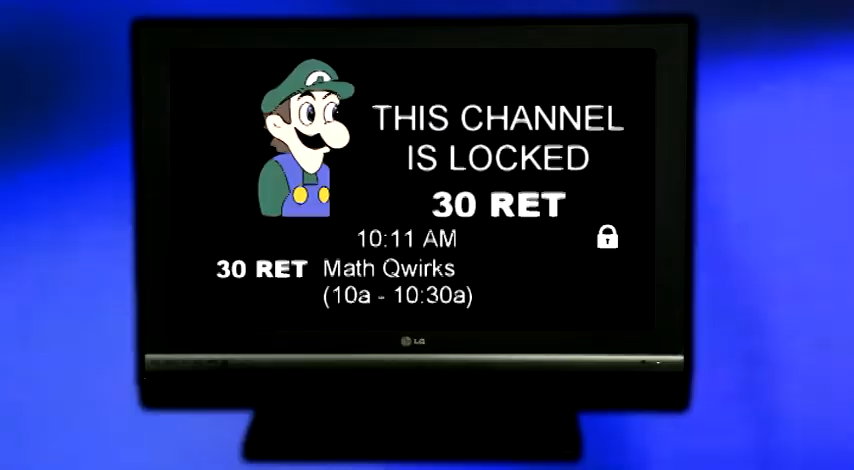 THIS CHANNEL
IS LOCKED
30 RET
10:11 AM
30 RET Math Qwirks
(10a - 10:30a)
LG